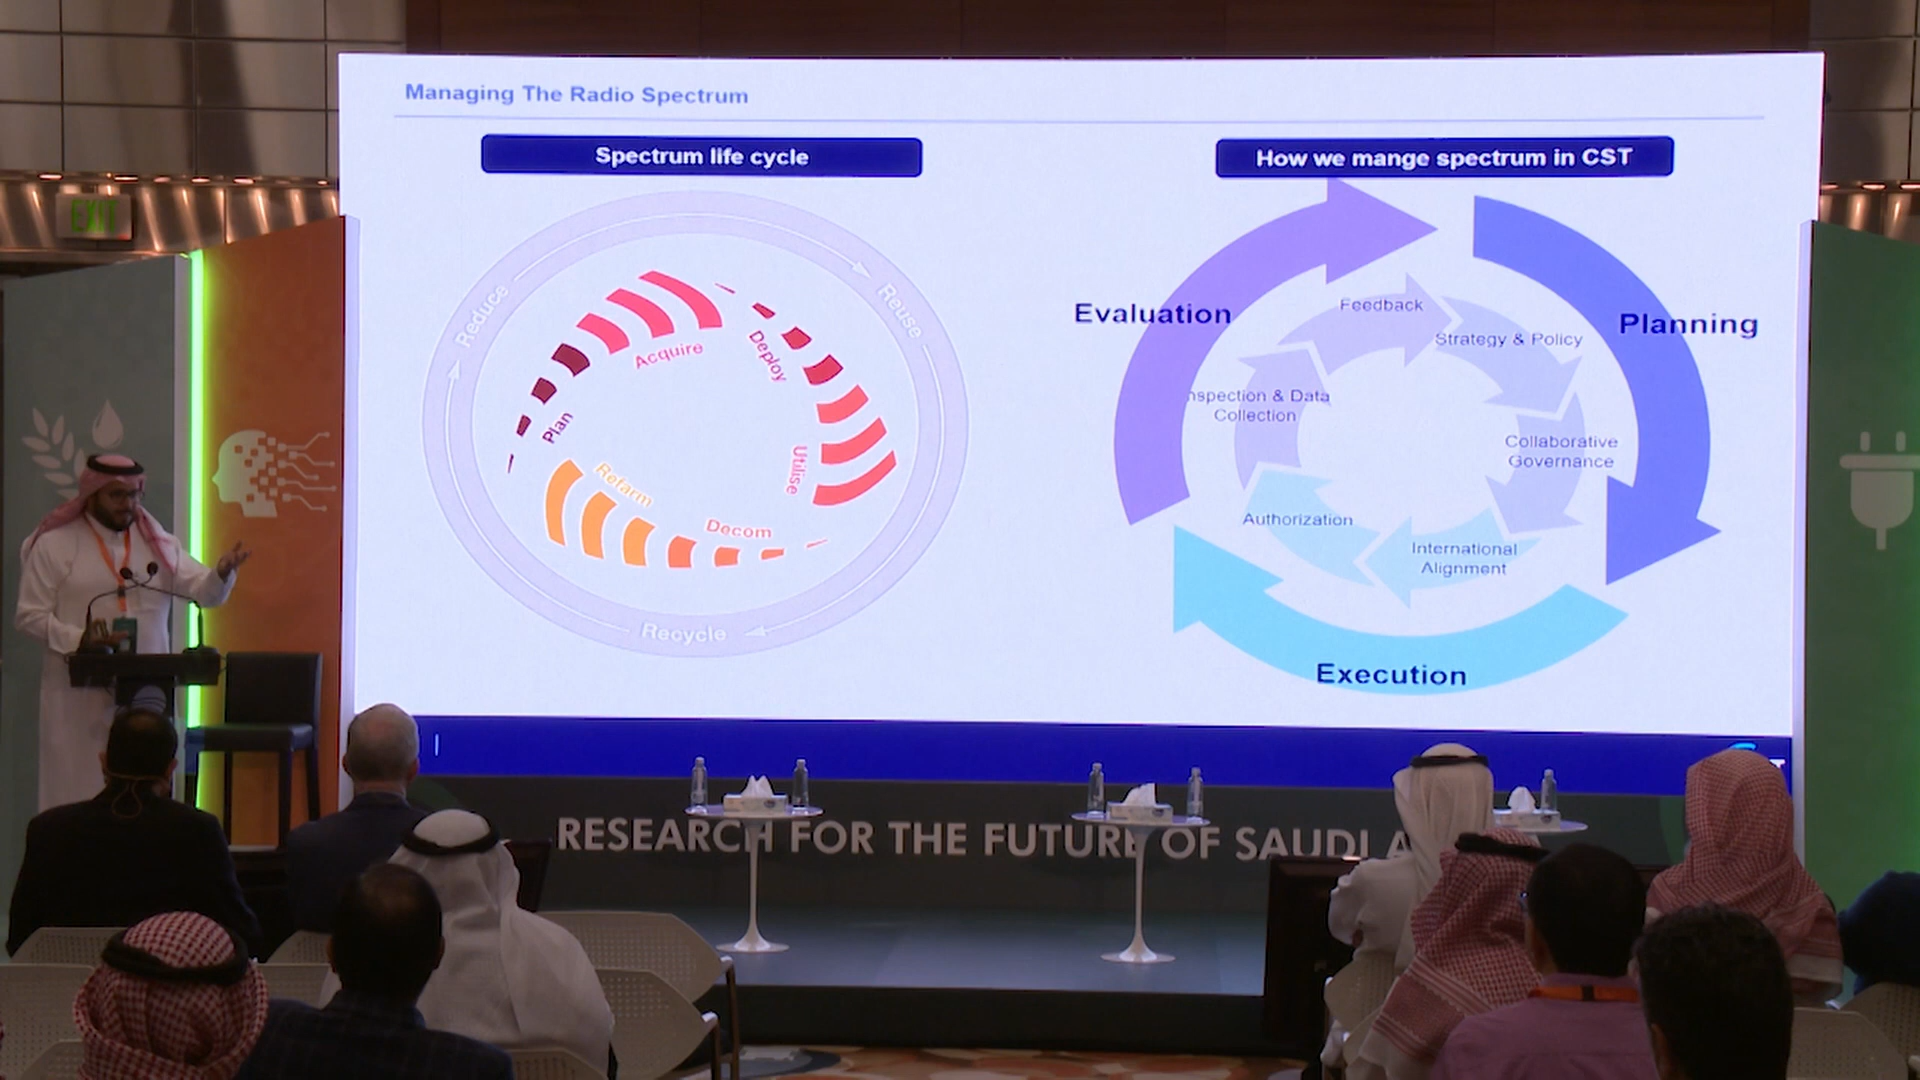 Managing The Radio Spectrum
Spectrum life cycle
How we mange spectrum in CST
EXIT
Reduce
Reuse
Recycle
Plan
Acquire
Deploy
Utilise
Decom
Refarm
Evaluation
Planning
Execution
Feedback
Strategy & Policy
Collaborative
Governance
International
Alignment
Authorization
nspection & Data
Collection
RESEARCH FOR THE FUTURE OF SAUDI A